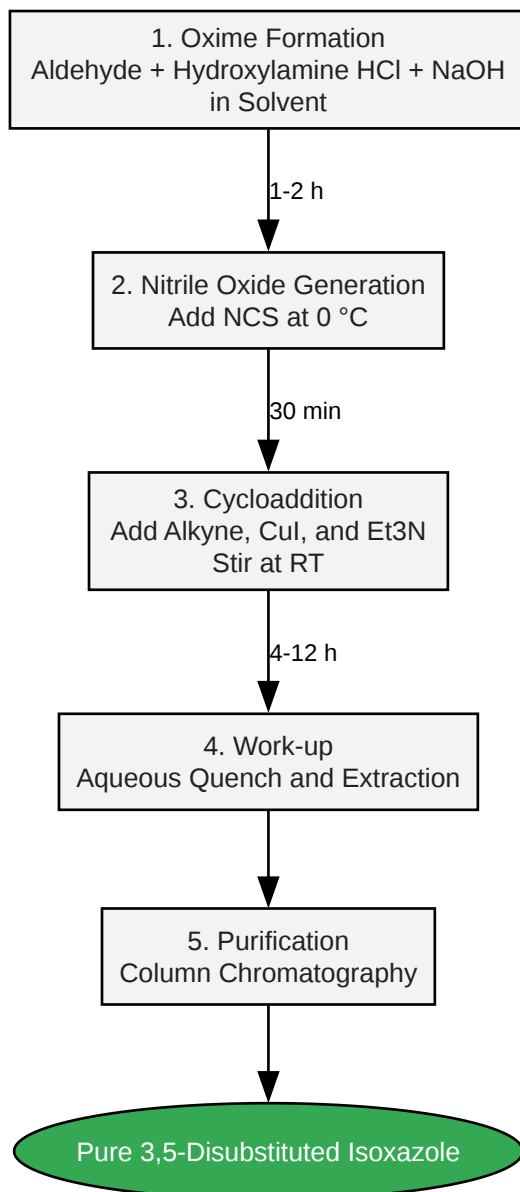 1. Oxime Formation
Aldehyde + Hydroxylamine HCl + NaOH
in Solvent
1-2 h
2. Nitrile Oxide Generation
Add NCS at 0 °C
30 min
3. Cycloaddition
Add Alkyne, CuI, and Et3N
Stir at RT
4-12 h
4. Work-up
Aqueous Quench and Extraction
5. Purification
Column Chromatography
Pure 3,5-Disubstituted Isoxazole